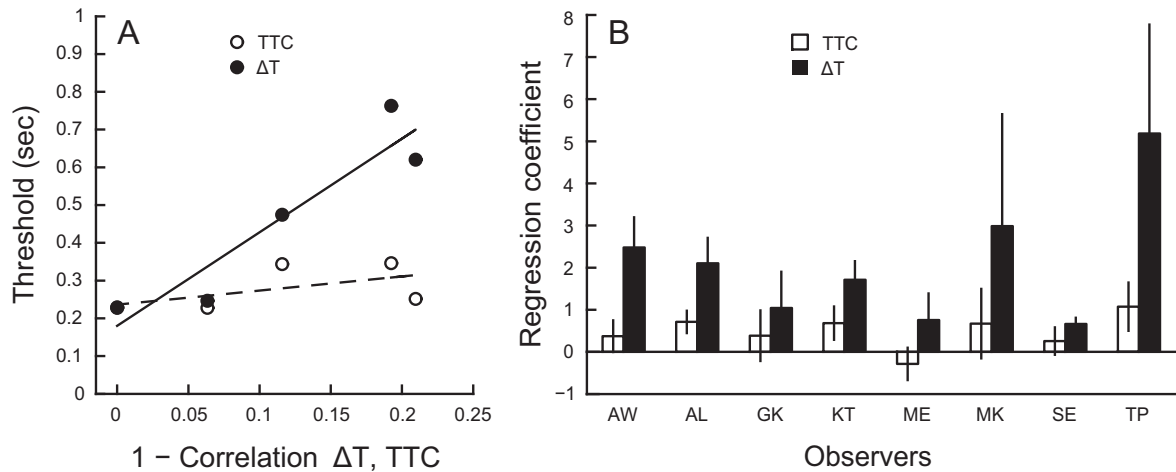 A
TTC
ΔT
1
0.9
0.8
0.7
0.6
0.5
0.4
0.3
0.2
0.1
0
Threshold (sec)
0 0.05 0.1 0.15 0.2 0.25
1 − Correlation ΔT, TTC
B
TTC
ΔT
8
7
6
5
4
3
2
1
0
−1
Regression coefficient
AW AL GK KT ME MK SE TP
Observers